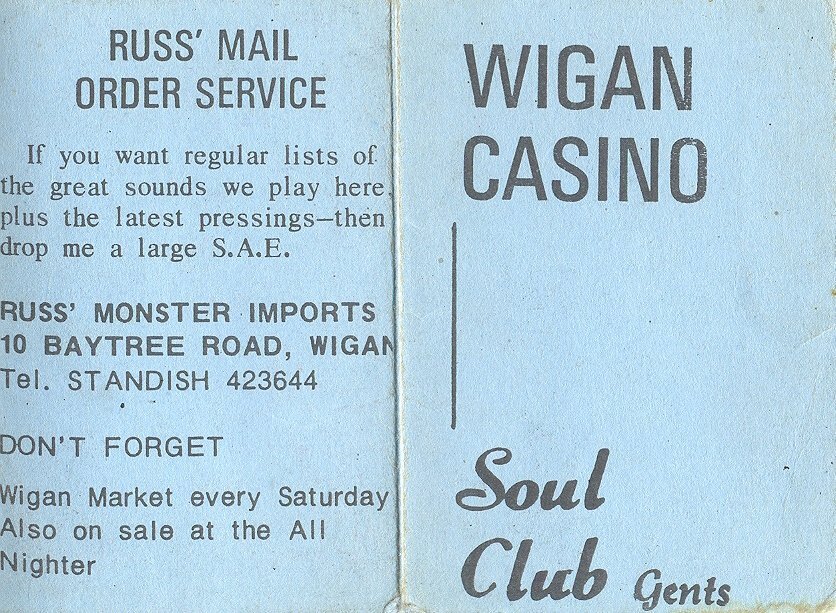 RUSS' MAIL
ORDER SERVICE
If you want regular lists of
the great sounds we play here,
plus the latest pressings—then
drop me a large S.A.E.
RUSS' MONSTER IMPORTS
10 BAYTREE ROAD, WIGAN
Tel. STANDISH 423644
DON'T FORGET
Wigan Market every Saturday
Also on sale at the All
Nighter
WIGAN
CASINO
Soul
Club Gents